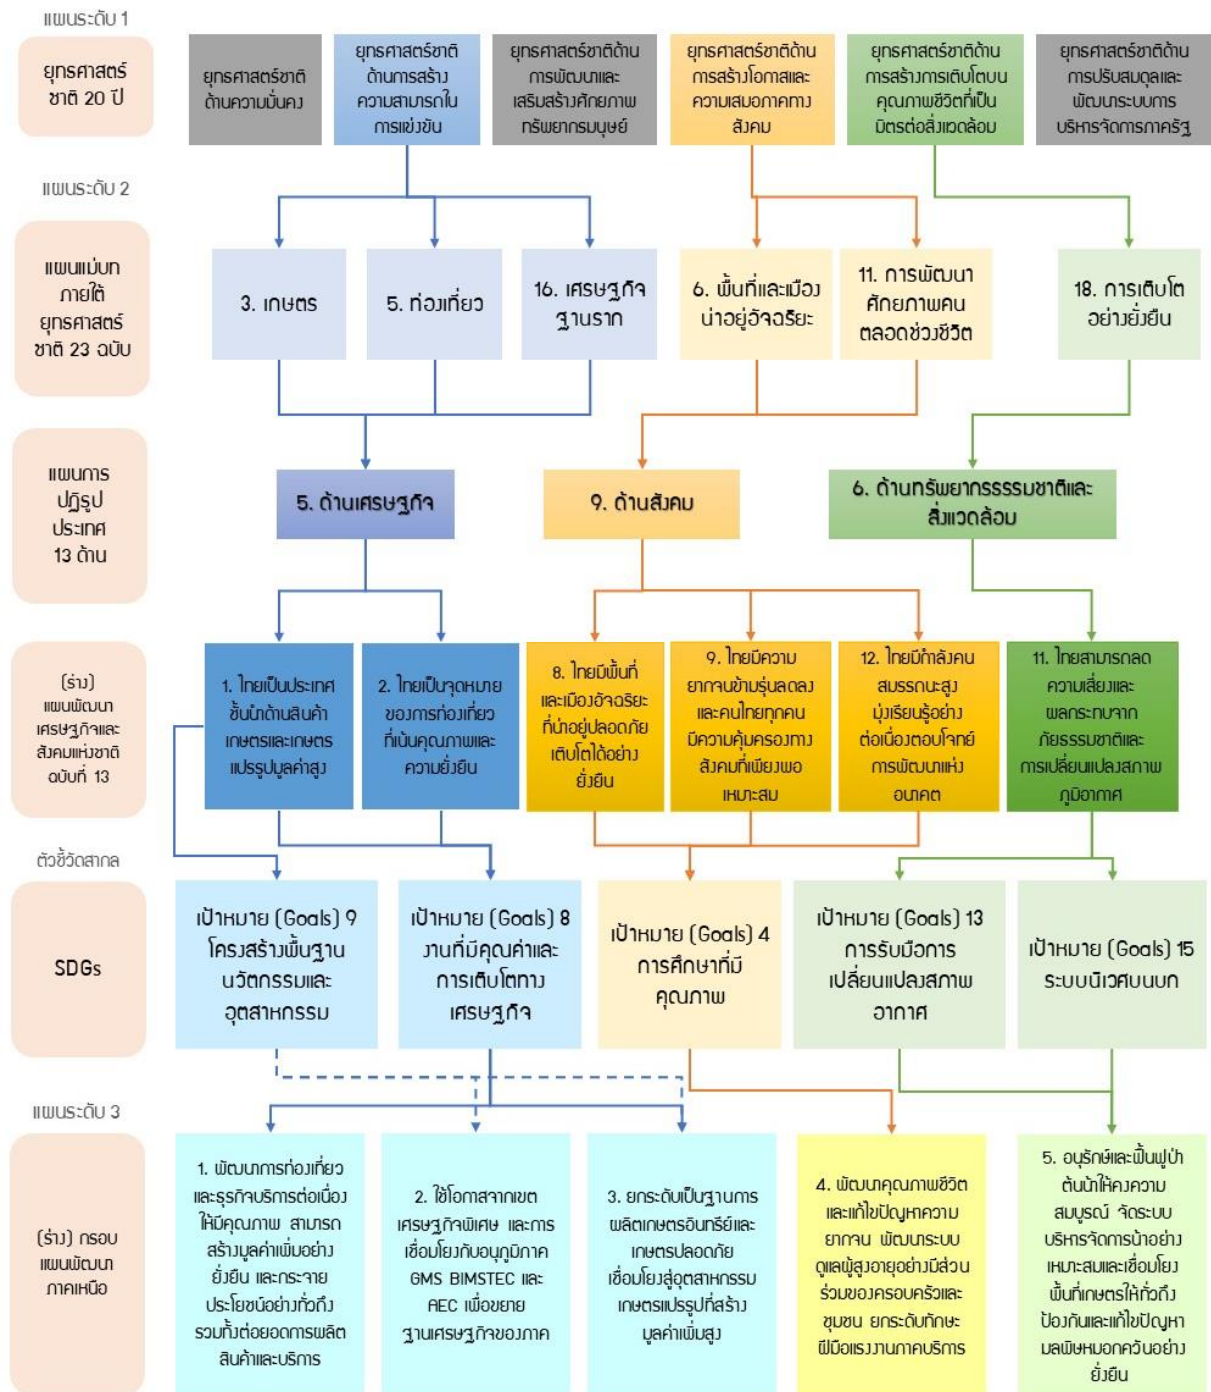 แผนระดับ 1
ยุทธศาสตร์
ชาติ 20 ปี
ยุทธศาสตร์ชาติ
ด้านความมั่นคง
ยุทธศาสตร์ชาติ
ด้านการสร้าง
ความสามารถใน
การแข่งขัน
ยุทธศาสตร์ชาติด้าน
การพัฒนาและ
เสริมสร้างศักยภาพ
ทรัพยากรมนุษย์
ยุทธศาสตร์ชาติด้าน
การสร้างโอกาสและ
ความเสมอภาคทาง
สังคม
ยุทธศาสตร์ชาติด้าน
การสร้างการเติบโตบน
คุณภาพชีวิตที่เป็น
มิตรต่อสิ่งแวดล้อม
ยุทธศาสตร์ชาติด้าน
การปรับสมดุลและ
พัฒนาระบบการ
บริหารจัดการภาครัฐ
แผนระดับ 2
แผนแม่บท
ภายใต้
ยุทธศาสตร์
ชาติ 23 ฉบับ
3. เกษตร
5. ท่องเที่ยว
16. เศรษฐกิจ
ฐานราก
6. พื้นที่และเมือง
น่าอยู่อัจฉริยะ
11. การพัฒนา
ศักยภาพคน
ตลอดช่วงชีวิต
18. การเติบโต
อย่างยั่งยืน
แผนการ
ปฏิรูป
ประเทศ
13 ด้าน
5. ด้านเศรษฐกิจ
9. ด้านสังคม
6. ด้านทรัพยากรรรรมชาติและ
สิ่งแวดล้อม
(ร่าง)
แผนพัฒนา
เศรษฐกิจและ
สังคมแห่งชาติ
ฉบับที่ 13
1. ไทยเป็นประเทศ
ชั้นนำด้านสินค้า
เกษตรและเกษตร
แปรรูปมูลค่าสูง
2. ไทยเป็นจุดหมาย
ของการท่องเที่ยว
ที่เน้นคุณภาพและ
ความยั่งยืน
8. ไทยมีพื้นที่
และเมืองอัจฉริยะ
ที่น่าอยู่ปลอดภัย
เติบโตได้อย่าง
ยั่งยืน
9. ไทยมีความ
ยากจนข้ามรุ่นลดลง
และคนไทยทุกคน
มีความคุ้มครองทาง
สังคมที่เพียงพอ
เหมาะสม
12. ไทยมีกำลังคน
สมรรถนะสูง
มุ่งเรียนรู้อย่าง
ต่อเนื่องตอบโจทย์
การพัฒนาแห่ง
อนาคต
11. ไทยสามารถลด
ความเสี่ยงและ
ผลกระทบจาก
ภัยธรรมชาติและ
การเปลี่ยนแปลงสภาพ
ภูมิอากาศ
ตัวชี้วัดสากล
SDGs
เป้าหมาย (Goals) 9
โครงสร้างพื้นฐาน
นวัตกรรมและ
อุตสาหกรรม
เป้าหมาย (Goals) 8
งานที่มีคุณค่าและ
การเติบโตทาง
เศรษฐกิจ
เป้าหมาย (Goals) 4
การศึกษาที่มี
คุณภาพ
เป้าหมาย (Goals) 13
การรับมือการ
เปลี่ยนแปลงสภาพ
อากาศ
เป้าหมาย (Goals) 15
ระบบนิเวศบนบก
แผนระดับ 3
(ร่าง) กรอบ
แผนพัฒนา
ภาคเหนือ
1. พัฒนาการท่องเที่ยว
และธุรกิจบริการต่อเนื่อง
ให้มีคุณภาพ สามารถ
สร้างมูลค่าเพิ่มอย่าง
ยั่งยืน และกระจาย
ประโยชน์อย่างทั่วถึง
รวมทั้งต่อยอดการผลิต
สินค้าและบริการ
2. ใช้โอกาสจากเขต
เศรษฐกิจพิเศษ และการ
เชื่อมโยงกับอนุภูมิภาค
GMS BIMSTEC และ
AEC เพื่อขยาย
ฐานเศรษฐกิจของภาค
3. ยกระดับเป็นฐานการ
ผลิตเกษตรอินทรีย์และ
เกษตรปลอดภัย
เชื่อมโยงสู่อุตสาหกรรม
เกษตรแปรรูปที่สร้าง
มูลค่าเพิ่มสูง
4. พัฒนาคุณภาพชีวิต
และแก้ไขปัญหาความ
ยากจน พัฒนาระบบ
ดูแลผู้สูงอายุอย่างมีส่วน
ร่วมของครอบครัวและ
ชุมชน ยกระดับทักษะ
ฝีมือแรงงานภาคบริการ
5. อนุรักษ์และฟื้นฟูป่า
ต้นน้ำให้คงความ
สมบูรณ์ จัดระบบ
บริหารจัดการน้ำอย่าง
เหมาะสมและเชื่อมโยง
พื้นที่เกษตรให้ทั่วถึง
ป้องกันและแก้ไขปัญหา
มลพิษหมอกควันอย่าง
ยั่งยืน